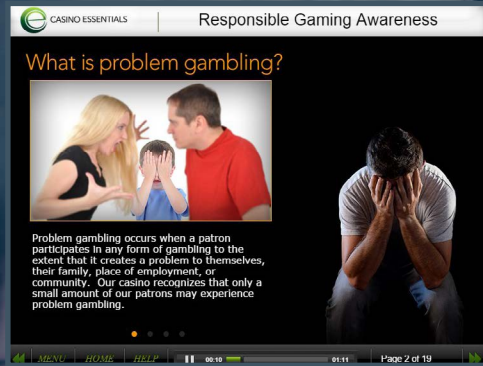 CASINO ESSENTIALS
Responsible Gaming Awareness
What is problem gambling?
Problem gambling occurs when a patron
participates in any form of gambling to the
extent that it creates a problem to themselves,
their family, place of employment, or
community. Our casino recognizes that only a
small amount of our patrons may experience
problem gambling.
MENU HOME HELP 00:10 01:11 Page 2 of 19